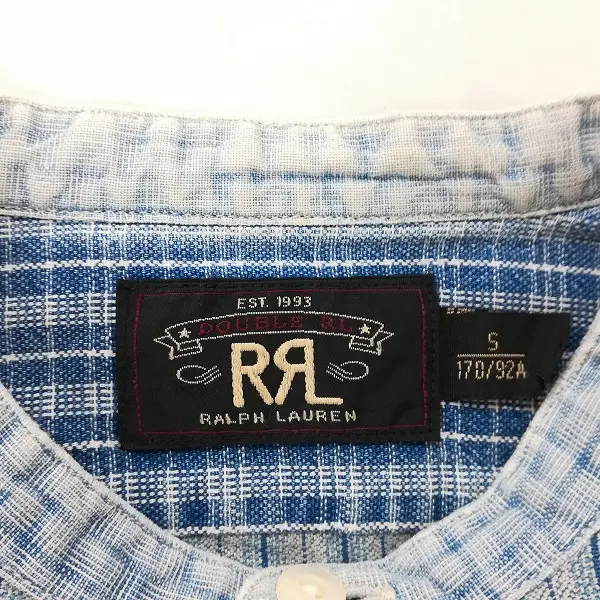 EST. 1993
DOUBLE RL
RRL
RALPH LAUREN
S
170/92A